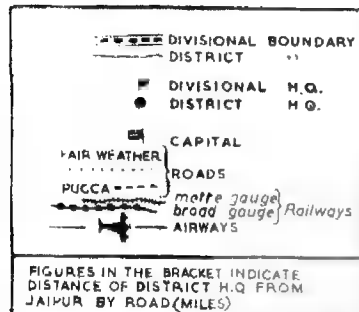 DIVISIONAL BOUNDARY
DISTRICT "
DIVISIONAL H.Q.
DISTRICT HQ.
CAPITAL
FAIR WEATHER
ROADS
PUCCA
metre gauge
broad gauge
Railways
AIRWAYS
FIGURES IN THE BRACKET INDICATE
DISTANCE OF DISTRICT H.Q FROM
JAIPUR BY ROAD (MILES)